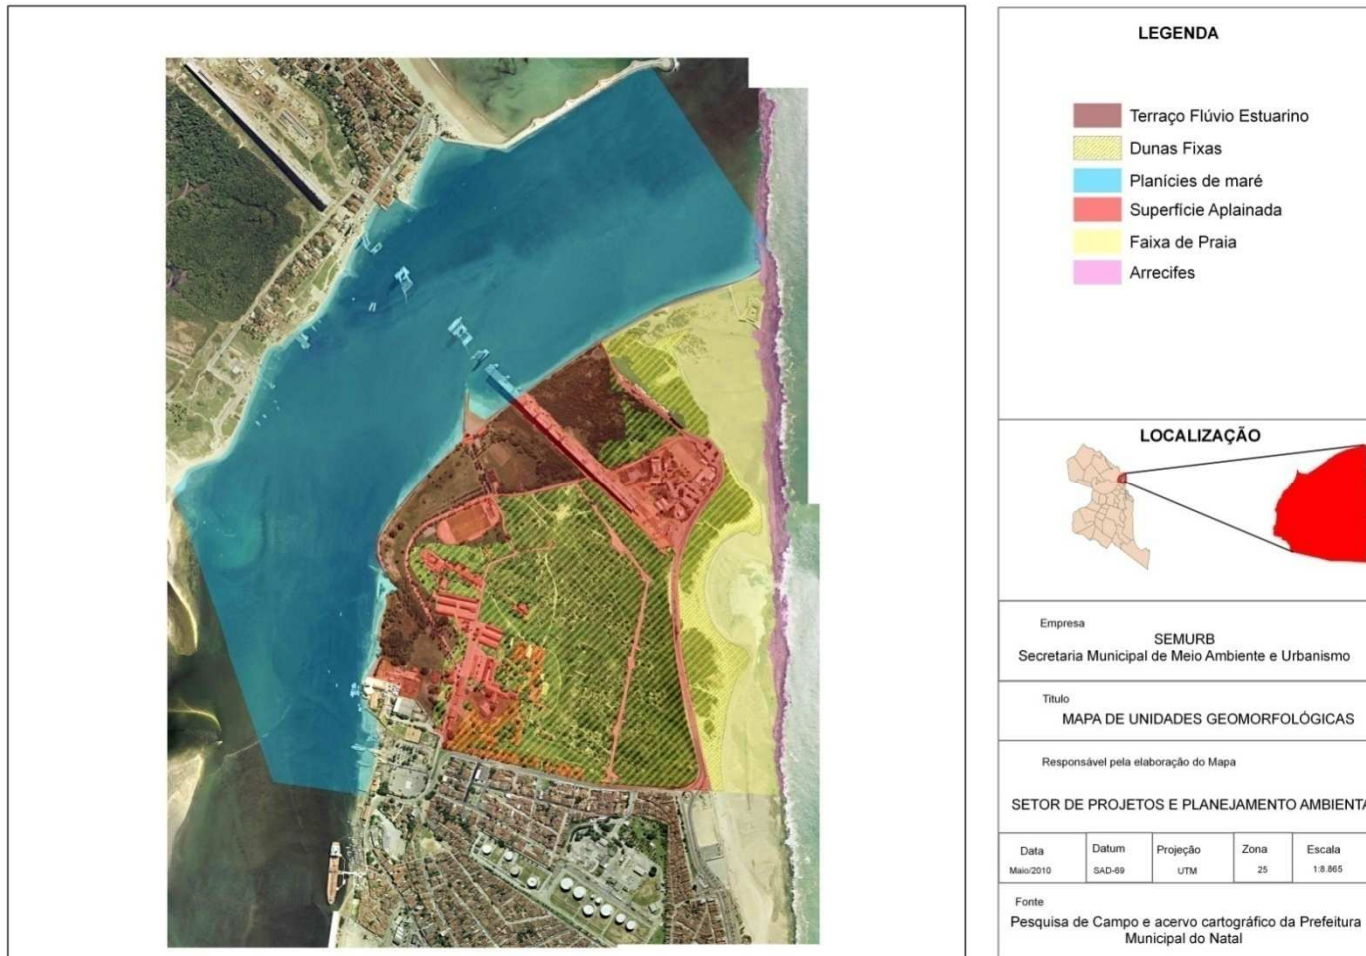 LEGENDA
Terraço Flúvio Estuarino
Dunas Fixas
Planícies de maré
Superfície Aplainada
Faixa de Praia
Arrecifes
LOCALIZAÇÃO
Empresa
SEMURB
Secretaria Municipal de Meio Ambiente e Urbanismo
Titulo
MAPA DE UNIDADES GEOMORFOLÓGICAS
Responsável pela elaboração do Mapa
SETOR DE PROJETOS E PLANEJAMENTO AMBIENTA
Data
Maio/2010
Datum
SAD-69
Projeção
UTM
Zona
25
Escala
1:8.865
Fonte
Pesquisa de Campo e acervo cartográfico da Prefeitura
Municipal do Natal